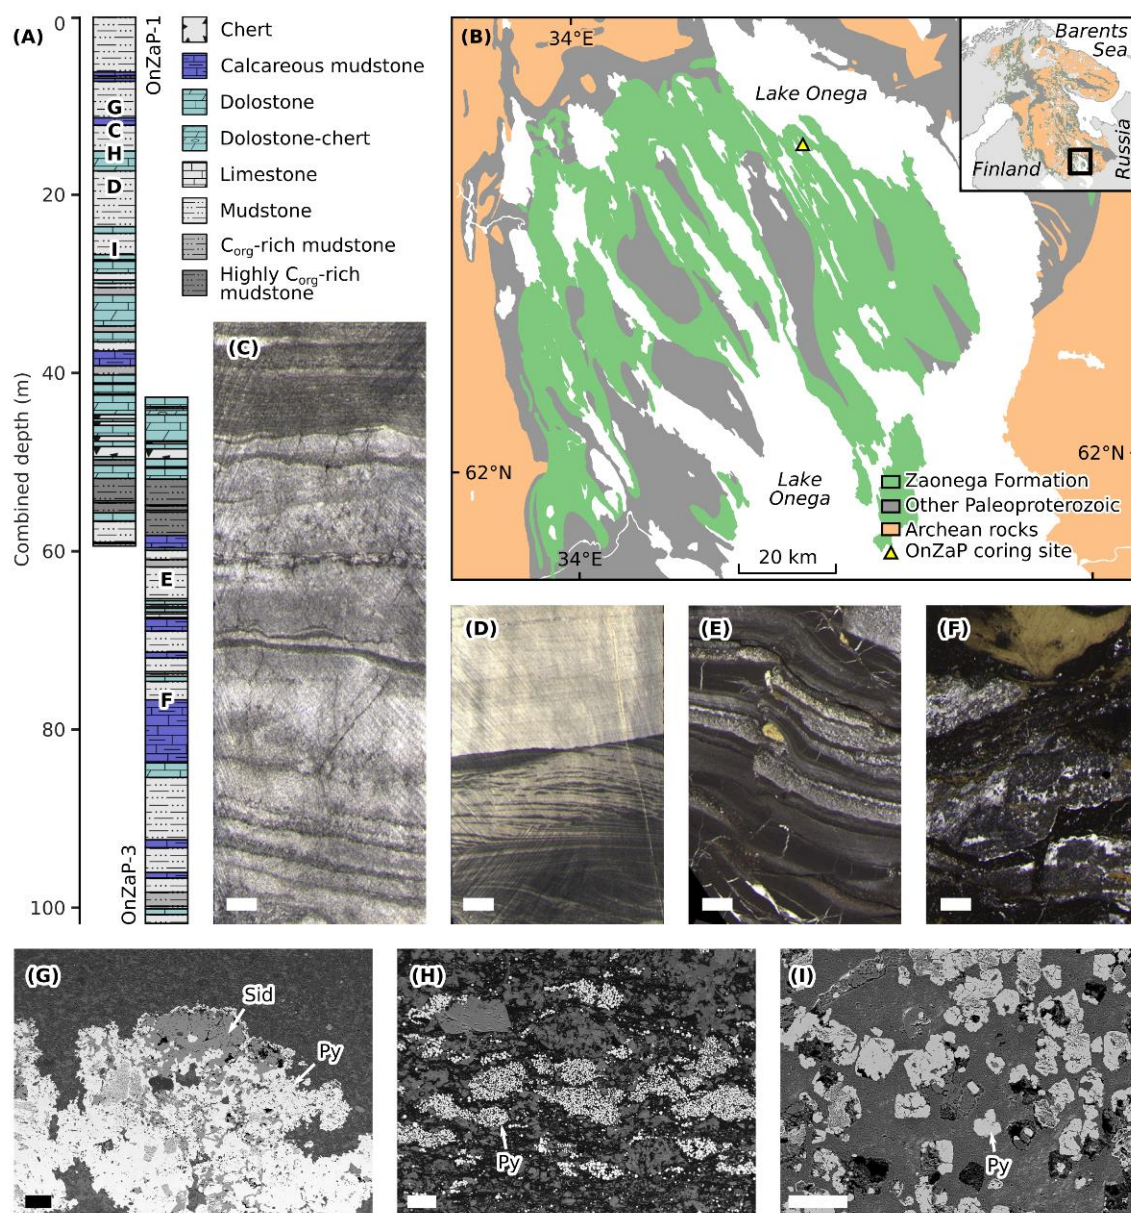 (A)
0
20
40
60
80
100
Combined depth (m)
OnZaP-1
OnZaP-3
G
C
H
D
I
E
F
Chert
Calcareous mudstone
Dolostone
Dolostone-chert
Limestone
Mudstone
Corg-rich mudstone
Highly Corg-rich
mudstone
(B)
34°E
Lake Onega
Barents
Sea
Finland
Russia
62°N
62°N
Lake
Onega
34°E
20 km
Zaonega Formation
Other Paleoproterozoic
Archean rocks
OnZaP coring site
(C)
(D)
(E)
(F)
(G)
Sid
Py
(H)
Py
(I)
Py